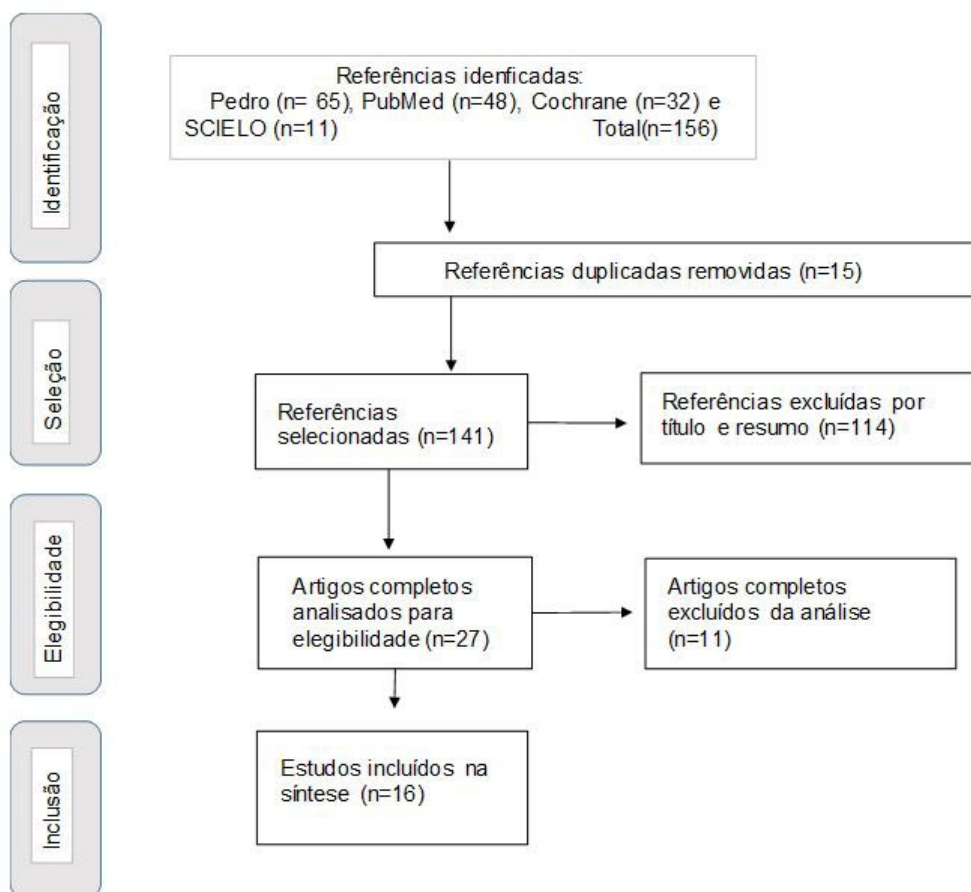 Identificação
Referências idenficadas:
Pedro (n= 65), PubMed (n=48), Cochrane (n=32) e
SCIELO (n=11) Total(n=156)
Referências duplicadas removidas (n=15)
Seleção
Referências
selecionadas (n=141)
Referências excluídas por
título e resumo (n=114)
Elegibilidade
Artigos completos
analisados para
elegibilidade (n=27)
Artigos completos
excluídos da análise
(n=11)
Inclusão
Estudos incluídos na
síntese (n=16)